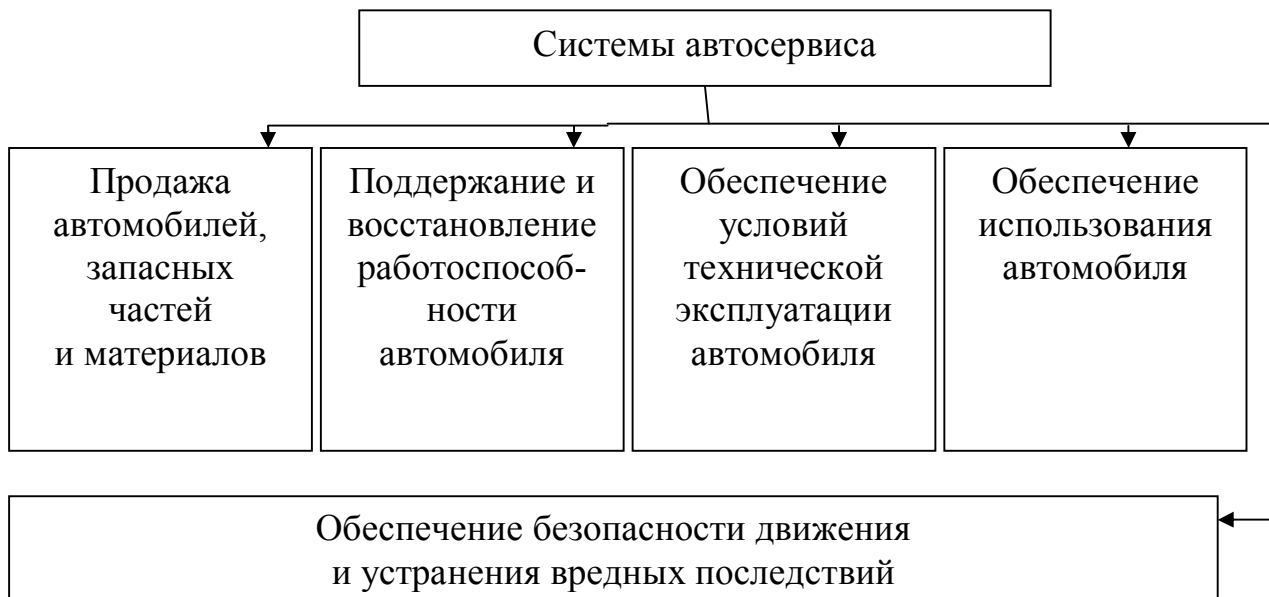 Системы автосервиса
Продажа
автомобилей,
запасных
частей
и материалов
Поддержание и
восстановление
работоспособ-
ности
автомобиля
Обеспечение
условий
технической
эксплуатации
автомобиля
Обеспечение
использования
автомобиля
Обеспечение безопасности движения
и устранения вредных последствий